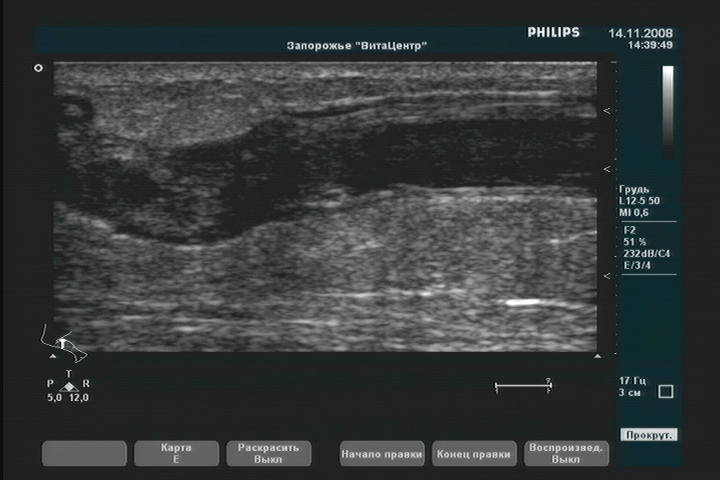 PHILIPS 14.11.2008
14:39:49
Запорожье "ВитаЦентр"
Грудь
L12-5 50
MI 0,6
F2
51 %
232dB/C4
E/3/4
T
P R
5,0 12,0
17 Гц
3 см
Прокрут.
Карта
E
Раскрасить
Выкл
Начало правки
Конец правки
Воспроизвед.
Выкл